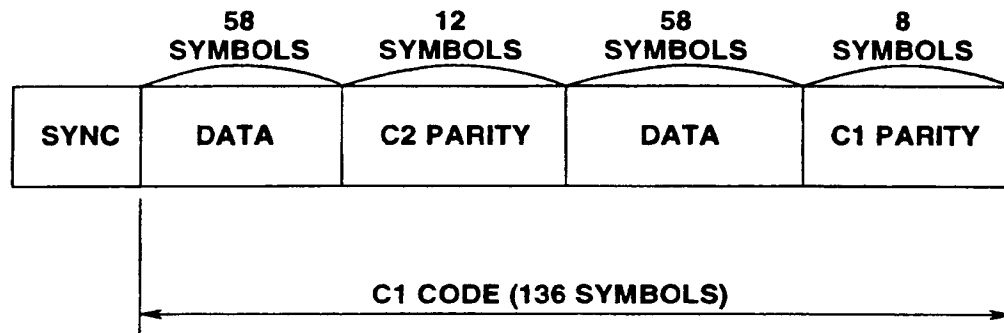 58
SYMBOLS
12
SYMBOLS
58
SYMBOLS
8
SYMBOLS
SYNC
DATA
C2 PARITY
DATA
C1 PARITY
C1 CODE (136 SYMBOLS)